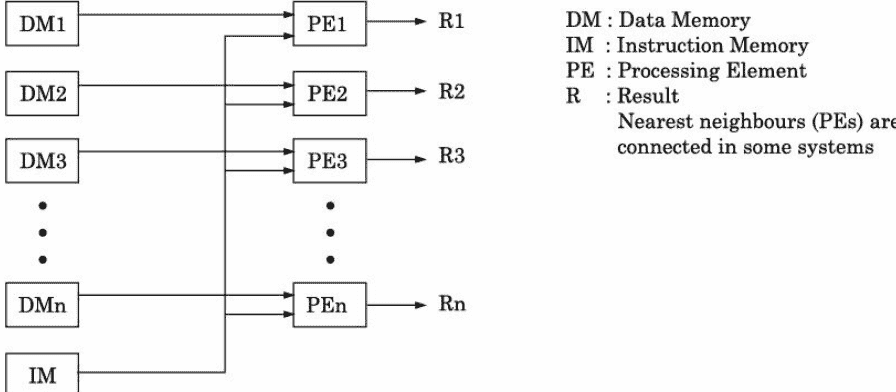 DM1 PE1 R1
DM2 PE2 R2
DM3 PE3 R3
DMn PEn Rn
IM
DM : Data Memory
IM : Instruction Memory
PE : Processing Element
R : Result
Nearest neighbours (PEs) are
connected in some systems